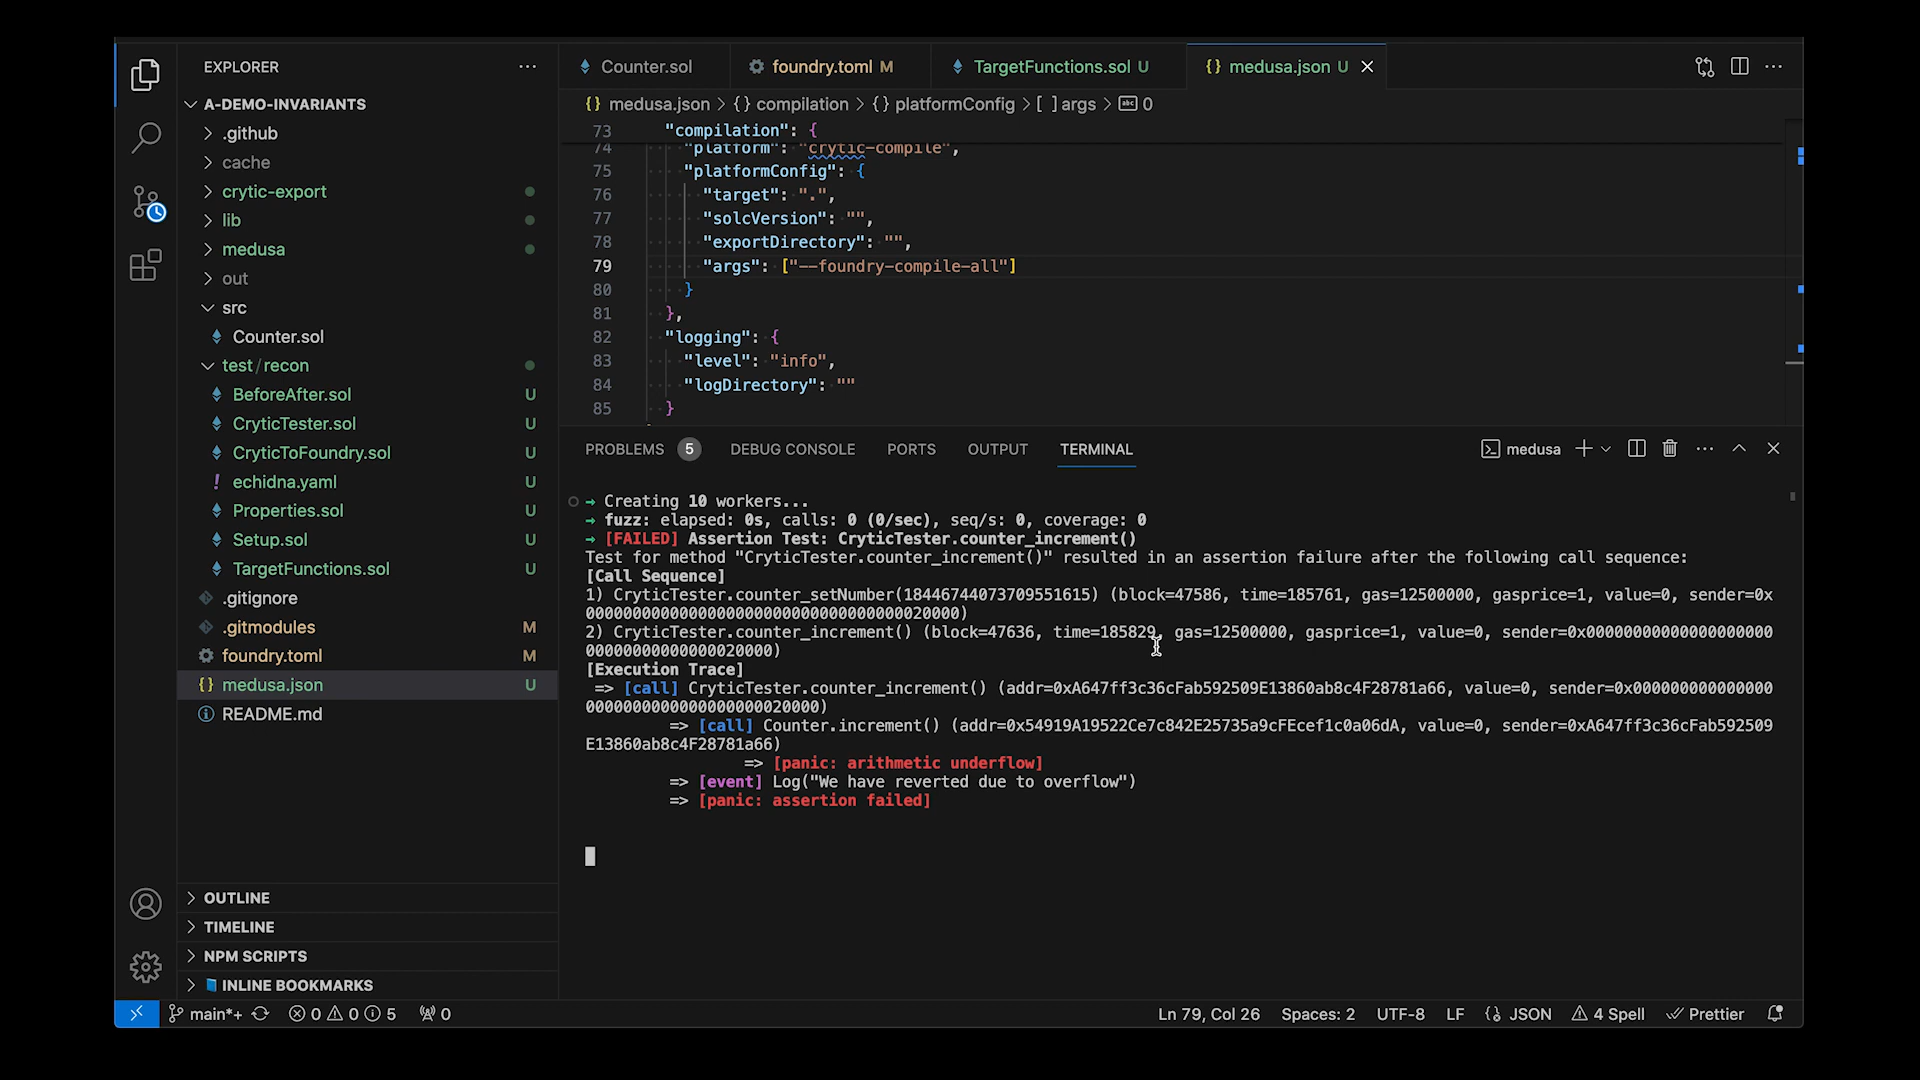 EXPLORER
A-DEMO-INVARIANTS
.github
cache
crytic-export
lib
medusa
out
src
Counter.sol
test/recon
BeforeAfter.sol U
CryticTester.sol U
CryticToFoundry.sol U
echidna.yaml U
Properties.sol U
Setup.sol U
TargetFunctions.sol U
.gitignore
.gitmodules M
foundry.toml M
medusa.json U
README.md
OUTLINE
TIMELINE
NPM SCRIPTS
INLINE BOOKMARKS
Counter.sol foundry.toml M TargetFunctions.sol U {} medusa.json U
{} medusa.json > {} compilation > {} platformConfig > [ ] args > abc 0
73 "compilation": {
74 "platform": "crytic-compile",
75 "platformConfig": {
76 "target": ".",
77 "solcVersion": "",
78 "exportDirectory": "",
79 "args": ["--foundry-compile-all"]
80 }
81 },
82 "logging": {
83 "level": "info",
84 "logDirectory": ""
85 }
PROBLEMS 5 DEBUG CONSOLE PORTS OUTPUT TERMINAL medusa
→ Creating 10 workers...
→ fuzz: elapsed: 0s, calls: 0 (0/sec), seq/s: 0, coverage: 0
→ [FAILED] Assertion Test: CryticTester.counter_increment()
Test for method "CryticTester.counter_increment()" resulted in an assertion failure after the following call sequence:
[Call Sequence]
1) CryticTester.counter_setNumber(18446744073709551615) (block=47586, time=185761, gas=12500000, gasprice=1, value=0, sender=0x
0000000000000000000000000000000000020000)
2) CryticTester.counter_increment() (block=47636, time=185829, gas=12500000, gasprice=1, value=0, sender=0x00000000000000000000
00000000000000020000)
[Execution Trace]
=> [call] CryticTester.counter_increment() (addr=0xA647ff3c36cFab592509E13860ab8c4F28781a66, value=0, sender=0x000000000000000
0000000000000000000020000)
=> [call] Counter.increment() (addr=0x54919A19522Ce7c842E25735a9cFEcef1c0a06dA, value=0, sender=0xA647ff3c36cFab592509
E13860ab8c4F28781a66)
=> [panic: arithmetic underflow]
=> [event] Log("We have reverted due to overflow")
=> [panic: assertion failed]
main*+ 0 0 5 0 Ln 79, Col 26 Spaces: 2 UTF-8 LF JSON 4 Spell Prettier